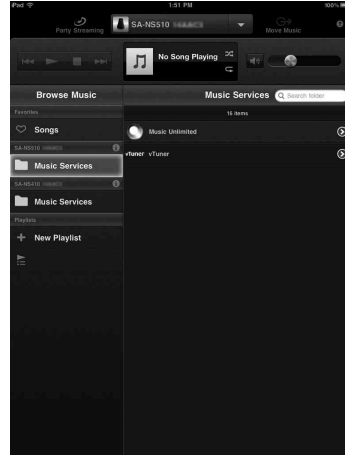 iPad
1:51 PM
100%
Party Streaming
SA-NS510
Move Music
No Song Playing
Browse Music
Music Services
Search folder
Favorites
16 items
Songs
Music Unlimited
SA-NS510
Music Services
vTuner vTuner
SA-NS410
Music Services
Playlists
New Playlist